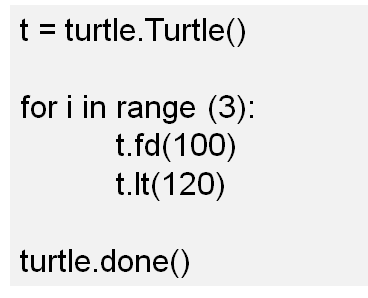 t = turtle.Turtle()
for i in range (3):
t.fd(100)
t.lt(120)
turtle.done()